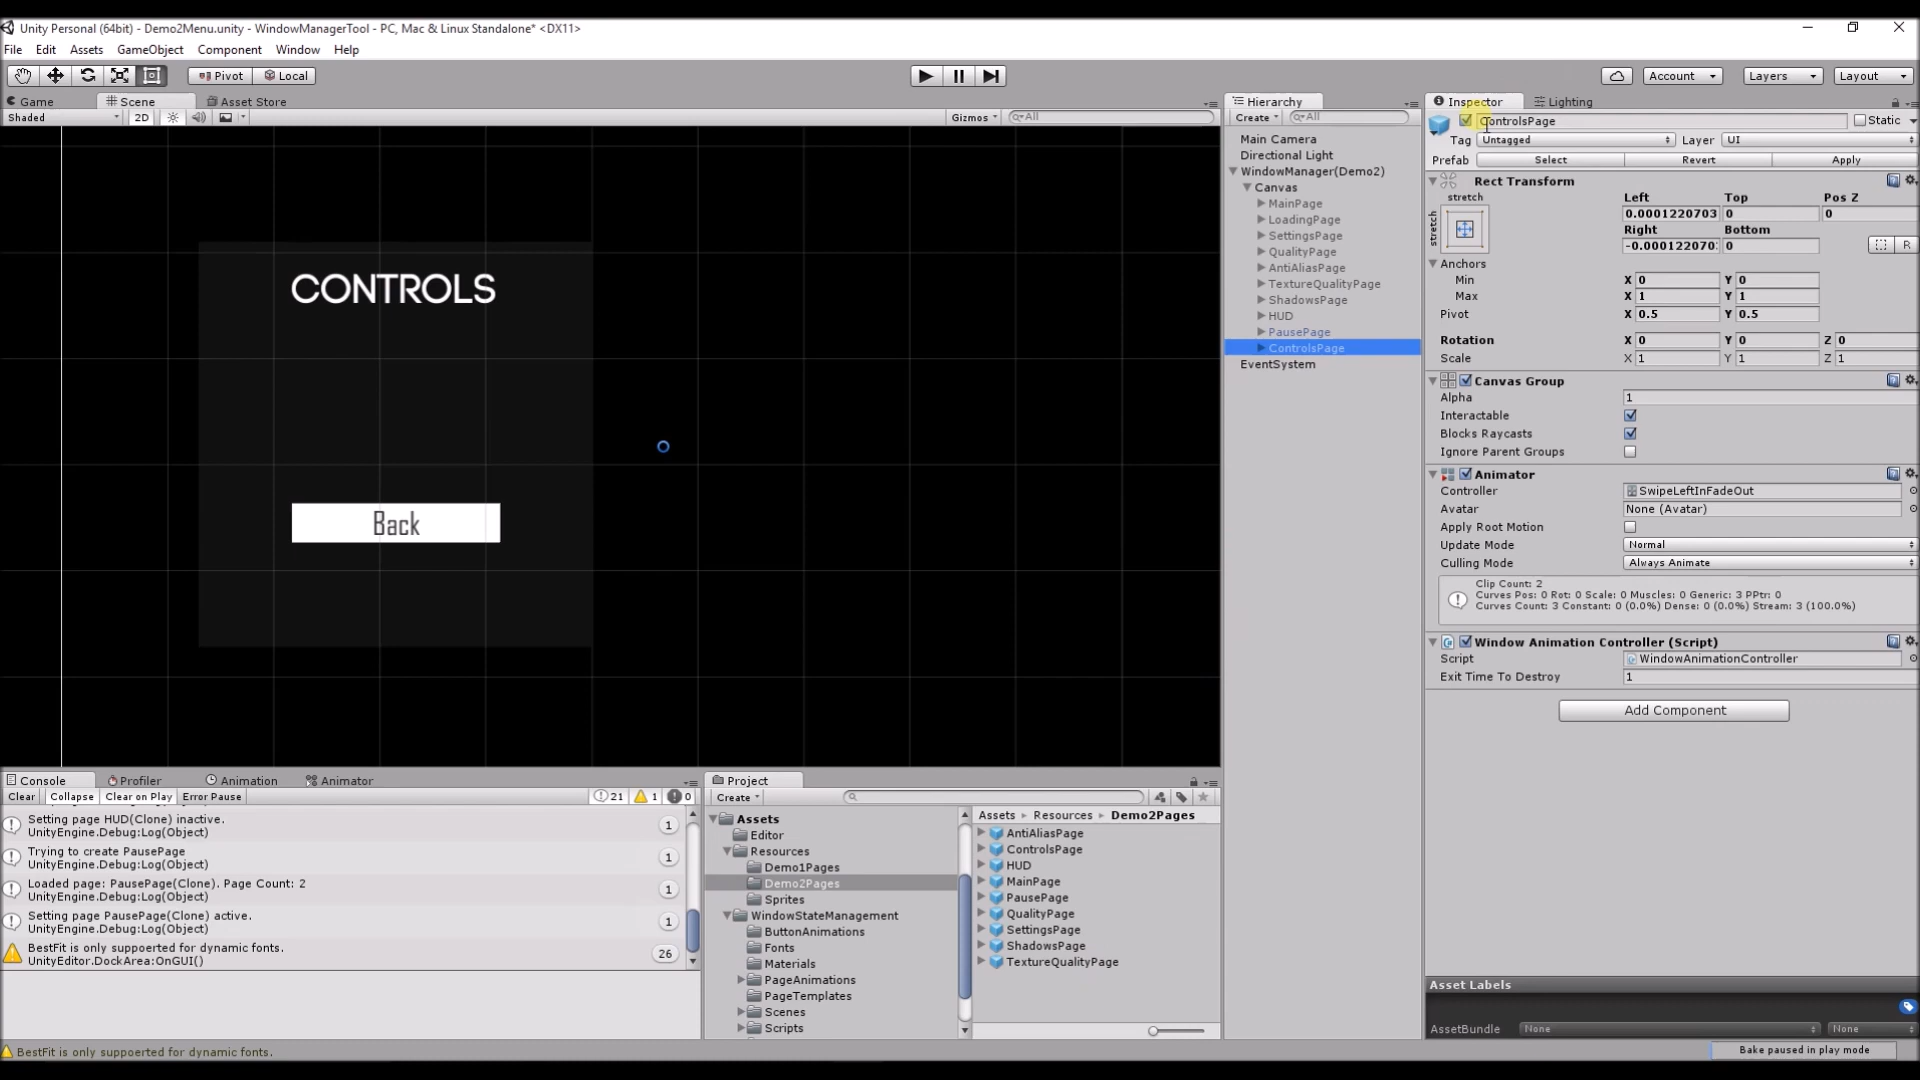 Unity Personal (64bit) - Demo2Menu.unity - WindowManagerTool - PC, Mac & Linux Standalone* <DX11>
File Edit Assets GameObject Component Window Help
Pivot Local Account Layers Layout
Game Scene Asset Store
Shaded 2D Gizmos All
CONTROLS
Back
Hierarchy
Create All
Main Camera
Directional Light
WindowManager(Demo2)
Canvas
MainPage
LoadingPage
SettingsPage
QualityPage
AntiAliasPage
TextureQualityPage
ShadowsPage
HUD
PausePage
ControlsPage
EventSystem
Inspector Lighting
ControlsPage Static
Tag Untagged Layer UI
Prefab Select Revert Apply
Rect Transform
stretch Left Top Pos Z
stretch 0.0001220703 0 0
Right Bottom
-0.000122070 0 R
Anchors
Min X 0 Y 0
Max X 1 Y 1
Pivot X 0.5 Y 0.5
Rotation X 0 Y 0 Z 0
Scale X 1 Y 1 Z 1
Canvas Group
Alpha 1
Interactable
Blocks Raycasts
Ignore Parent Groups
Animator
Controller SwipeLeftInFadeOut
Avatar None (Avatar)
Apply Root Motion
Update Mode Normal
Culling Mode Always Animate
Clip Count: 2
Curves Pos: 0 Rot: 0 Scale: 0 Muscles: 0 Generic: 3 PPtr: 0
Curves Count: 3 Constant: 0 (0.0%) Dense: 0 (0.0%) Stream: 3 (100.0%)
Window Animation Controller (Script)
Script WindowAnimationController
Exit Time To Destroy 1
Add Component
Asset Labels
AssetBundle None None
Bake paused in play mode
Console Profiler Animation Animator
Clear Collapse Clear on Play Error Pause 21 1 0
Setting page HUD(Clone) inactive.
UnityEngine.Debug:Log(Object) 1
Trying to create PausePage
UnityEngine.Debug:Log(Object) 1
Loaded page: PausePage(Clone). Page Count: 2
UnityEngine.Debug:Log(Object) 1
Setting page PausePage(Clone) active.
UnityEngine.Debug:Log(Object) 1
BestFit is only suppoerted for dynamic fonts.
UnityEditor.DockArea:OnGUI() 26
BestFit is only suppoerted for dynamic fonts.
Project
Create
Assets
Editor
Resources
Demo1Pages
Demo2Pages
Sprites
WindowStateManagement
ButtonAnimations
Fonts
Materials
PageAnimations
PageTemplates
Scenes
Scripts
Assets Resources Demo2Pages
AntiAliasPage
ControlsPage
HUD
MainPage
PausePage
QualityPage
SettingsPage
ShadowsPage
TextureQualityPage